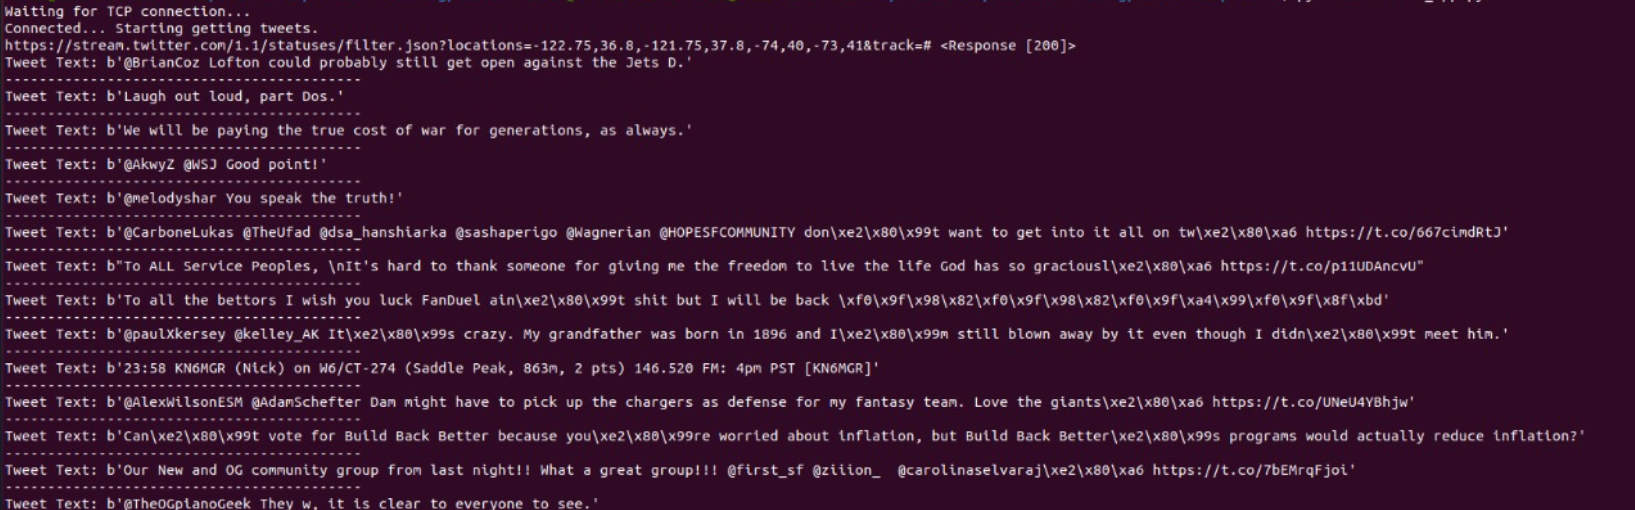 Waiting for TCP connection...
Connected... Starting getting tweets.
https://stream.twitter.com/1.1/statuses/filter.json?locations=-122.75,36.8,-121.75,37.8,-74,40,-73,41&track=# <Response [200]>
Tweet Text: b'@BrianCoz Lofton could probably still get open against the Jets D.'
------------------------------------------
Tweet Text: b'Laugh out loud, part Dos.'
------------------------------------------
Tweet Text: b'We will be paying the true cost of war for generations, as always.'
------------------------------------------
Tweet Text: b'@AkwyZ @WSJ Good point!'
------------------------------------------
Tweet Text: b'@melodyshar You speak the truth!'
------------------------------------------
Tweet Text: b'@CarboneLukas @TheUfad @dsa_hanshiarka @sashaperigo @Wagnerian @HOPESFCOMMUNITY don\xe2\x80\x99t want to get into it all on tw\xe2\x80\xa6 https://t.co/667cimdRtJ'
------------------------------------------
Tweet Text: b"To ALL Service Peoples, \nIt's hard to thank someone for giving me the freedom to live the life God has so graciousl\xe2\x80\xa6 https://t.co/p11UDAncvU"
------------------------------------------
Tweet Text: b'To all the bettors I wish you luck FanDuel ain\xe2\x80\x99t shit but I will be back \xf0\x9f\x98\x82\xf0\x9f\x98\x82\xf0\x9f\xa4\x99\xf0\x9f\x8f\xbd'
------------------------------------------
Tweet Text: b'@paulXkersey @kelley_AK It\xe2\x80\x99s crazy. My grandfather was born in 1896 and I\xe2\x80\x99m still blown away by it even though I didn\xe2\x80\x99t meet him.'
------------------------------------------
Tweet Text: b'23:58 KN6MGR (Nick) on W6/CT-274 (Saddle Peak, 863m, 2 pts) 146.520 FM: 4pm PST [KN6MGR]'
------------------------------------------
Tweet Text: b'@AlexWilsonESM @AdamSchefter Dam might have to pick up the chargers as defense for my fantasy team. Love the giants\xe2\x80\xa6 https://t.co/UNeU4YBhjw'
------------------------------------------
Tweet Text: b'Can\xe2\x80\x99t vote for Build Back Better because you\xe2\x80\x99re worried about inflation, but Build Back Better\xe2\x80\x99s programs would actually reduce inflation?'
------------------------------------------
Tweet Text: b'Our New and OG community group from last night!! What a great group!!! @first_sf @ziiion_  @carolinaselvaraj\xe2\x80\xa6 https://t.co/7bEMrqFjoi'
------------------------------------------
Tweet Text: b'@TheOGpianoGeek They w, it is clear to everyone to see.'